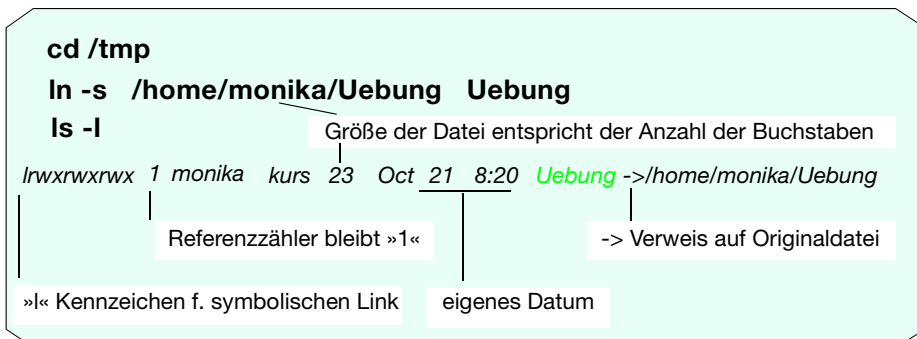 cd /tmp
ln -s /home/monika/Uebung Uebung
ls -l
Größe der Datei entspricht der Anzahl der Buchstaben
lrwxrwxrwx 1 monika kurs 23 Oct 21 8:20 Uebung ->/home/monika/Uebung
Referenzzähler bleibt »1«
-> Verweis auf Originaldatei
»l« Kennzeichen f. symbolischen Link
eigenes Datum